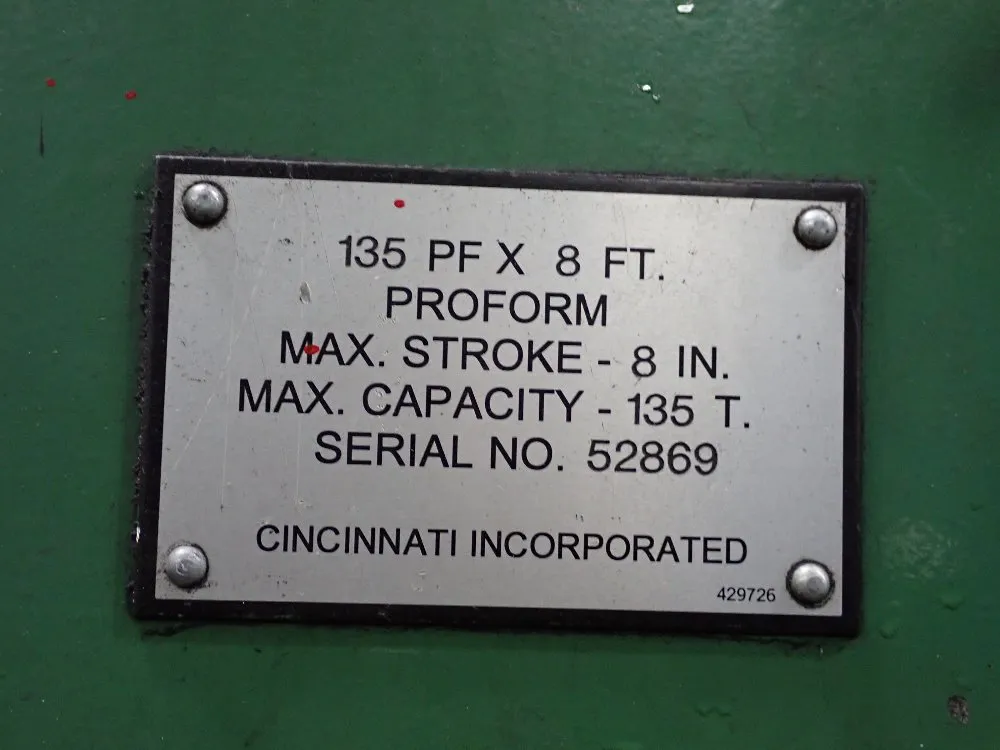 135 PF X 8 FT.
PROFORM
MAX. STROKE - 8 IN.
MAX. CAPACITY - 135 T.
SERIAL NO. 52869
CINCINNATI INCORPORATED
429726